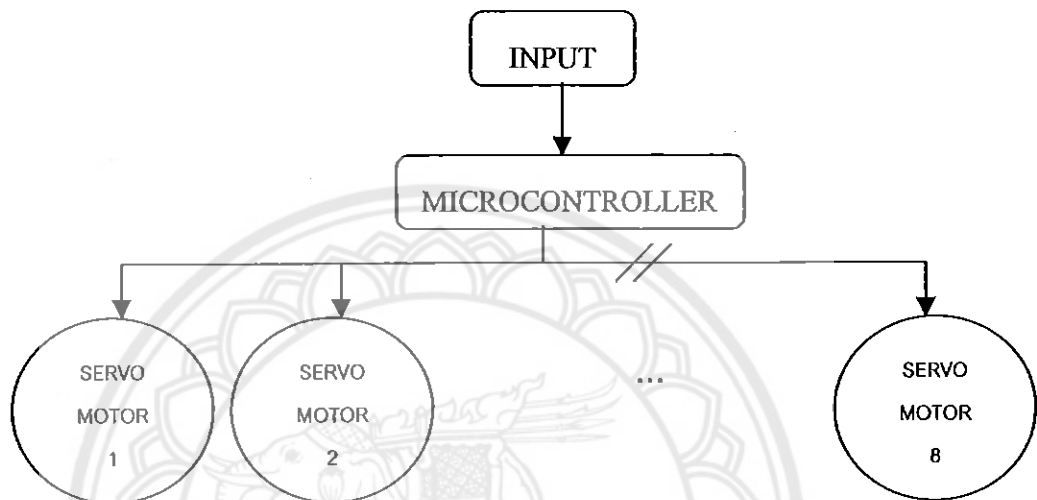 INPUT
MICROCONTROLLER
SERVO
MOTOR
1
SERVO
MOTOR
2
...
SERVO
MOTOR
8